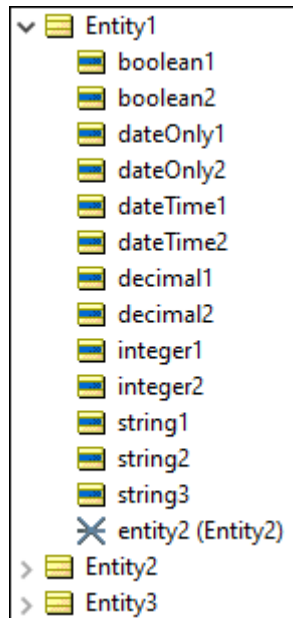 Entity1
boolean1
boolean2
dateOnly1
dateOnly2
dateTime1
dateTime2
decimal1
decimal2
integer1
integer2
string1
string2
string3
entity2 (Entity2)
Entity2
Entity3